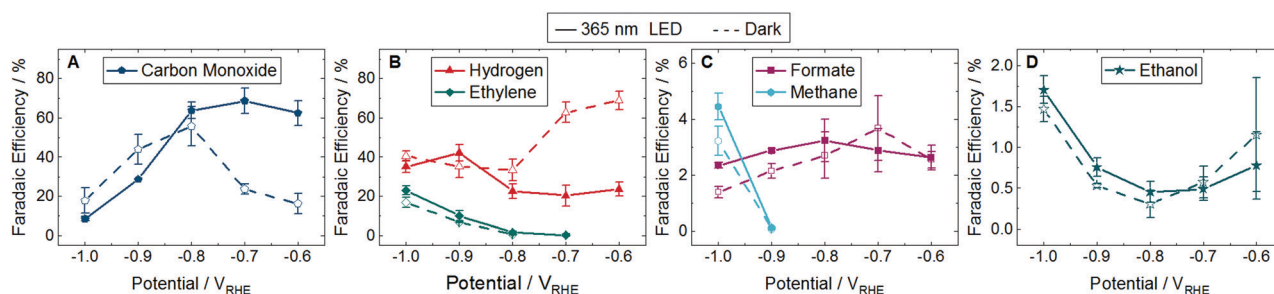 365 nm LED
Dark
A
Carbon Monoxide
Faradaic Efficiency / %
80
60
40
20
0
-1.0 -0.9 -0.8 -0.7 -0.6
Potential / VRHE
B
Hydrogen
Ethylene
Faradaic Efficiency / %
80
60
40
20
0
-1.0 -0.9 -0.8 -0.7 -0.6
Potential / VRHE
C
Formate
Methane
Faradaic Efficiency / %
6
4
2
0
-1.0 -0.9 -0.8 -0.7 -0.6
Potential / VRHE
D
Ethanol
Faradaic Efficiency / %
2.0
1.5
1.0
0.5
0.0
-1.0 -0.9 -0.8 -0.7 -0.6
Potential / VRHE